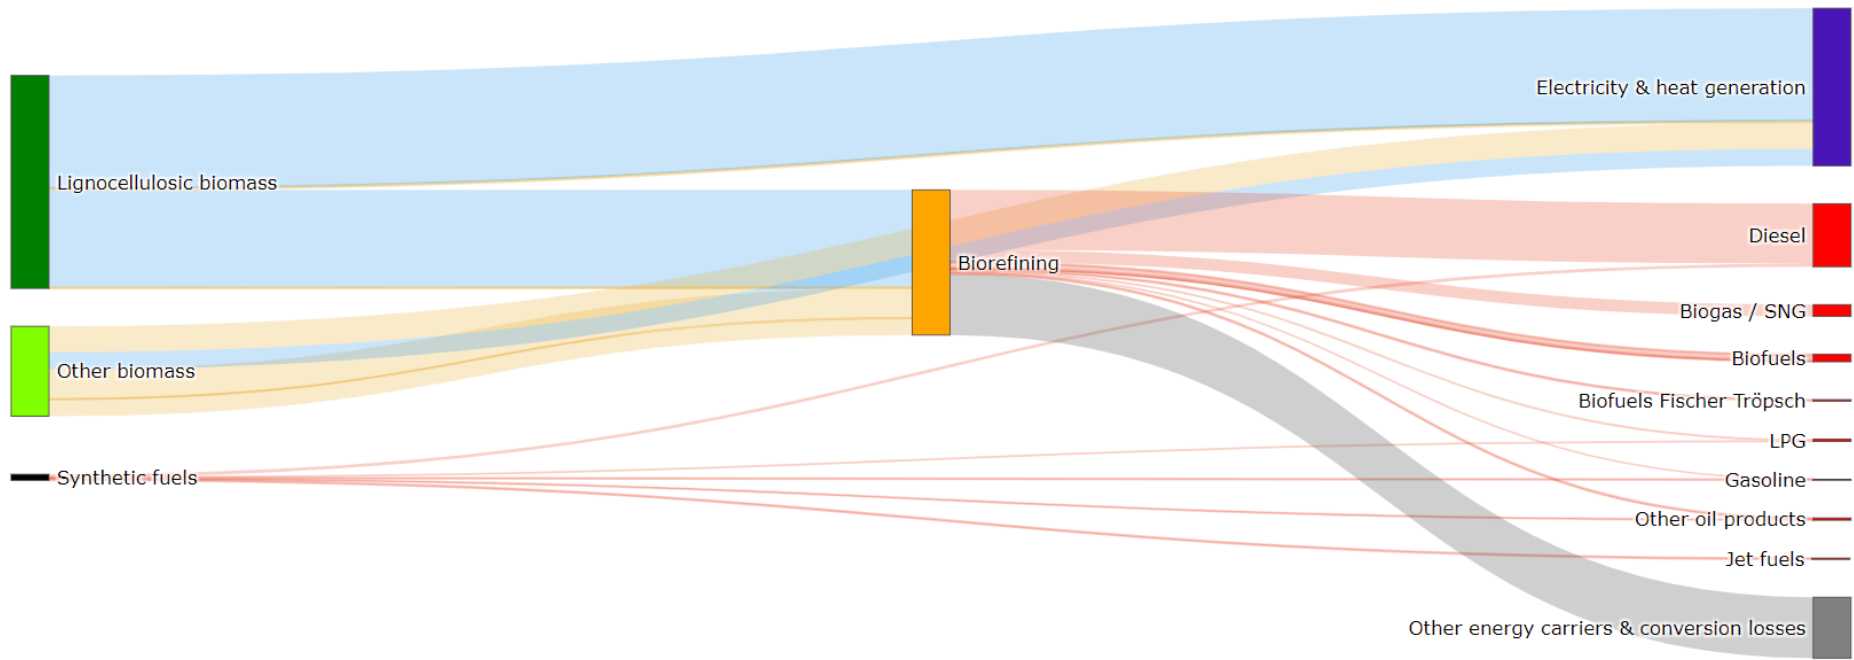 Electricity & heat generation
Lignocellulosic biomass
Diesel
Biorefining
Biogas / SNG
Biofuels
Other biomass
Biofuels Fischer Tröpsch
LPG
Synthetic fuels
Gasoline
Other oil products
Jet fuels
Other energy carriers & conversion losses